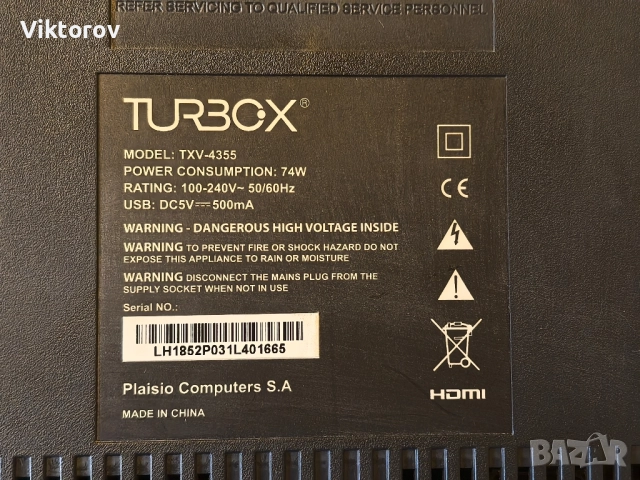 REFER SERVICING TO QUALIFIED SERVICE PERSONNEL
Viktorov
TURBOX®
MODEL: TXV-4355
POWER CONSUMPTION: 74W
RATING: 100-240V~ 50/60Hz
USB: DC5V⎓500mA
WARNING - DANGEROUS HIGH VOLTAGE INSIDE
WARNING TO PREVENT FIRE OR SHOCK HAZARD DO NOT
EXPOSE THIS APPLIANCE TO RAIN OR MOISTURE
WARNING DISCONNECT THE MAINS PLUG FROM THE
SUPPLY SOCKET WHEN NOT IN USE
Serial NO.:
LH1852P031L401665
Plaisio Computers S.A
MADE IN CHINA
CE
HDMI
BAZAR